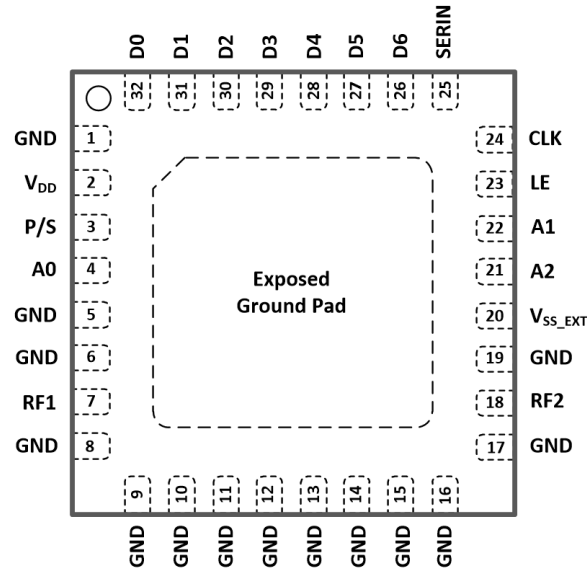 D0 D1 D2 D3 D4 D5 D6 SERIN
32 31 30 29 28 27 26 25
GND 1 24 CLK
VDD 2 23 LE
P/S 3 22 A1
A0 4 21 A2
GND 5 20 VSS_EXT
GND 6 19 GND
RF1 7 18 RF2
GND 8 17 GND
Exposed
Ground Pad
9 10 11 12 13 14 15 16
GND GND GND GND GND GND GND GND